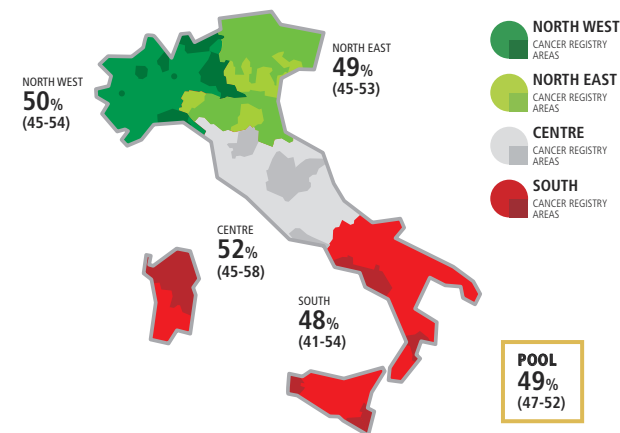 NORTH WEST
50%
(45-54)
NORTH EAST
49%
(45-53)
CENTRE
52%
(45-58)
SOUTH
48%
(41-54)
NORTH WEST
CANCER REGISTRY
AREAS
NORTH EAST
CANCER REGISTRY
AREAS
CENTRE
CANCER REGISTRY
AREAS
SOUTH
CANCER REGISTRY
AREAS
POOL
49%
(47-52)